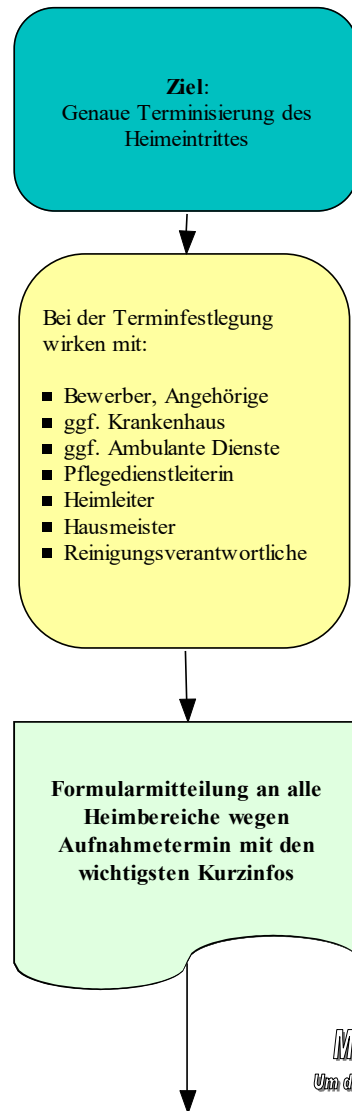 Ziel:
Genaue Terminisierung des
Heimeintrittes
Bei der Terminfestlegung
wirken mit:
■ Bewerber, Angehörige
■ ggf. Krankenhaus
■ ggf. Ambulante Dienste
■ Pflegedienstleiterin
■ Heimleiter
■ Hausmeister
■ Reinigungsverantwortliche
Formularmitteilung an alle
Heimbereiche wegen
Aufnahmetermin mit den
wichtigsten Kurzinfos
M
Um d